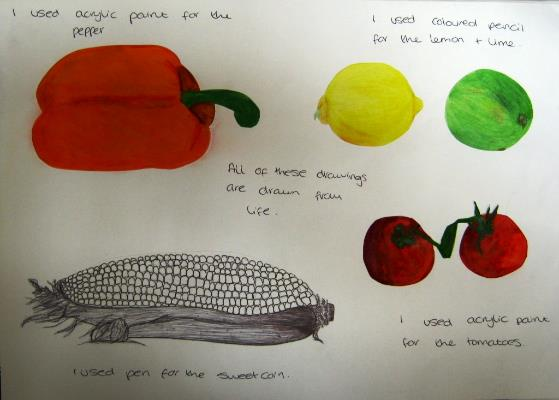 I used acrylic paint for the
pepper
I used coloured pencil
for the lemon + lime.
All of these drawings
are drawn from
life.
I used acrylic paint
for the tomatoes.
I used pen for the sweetcorn.